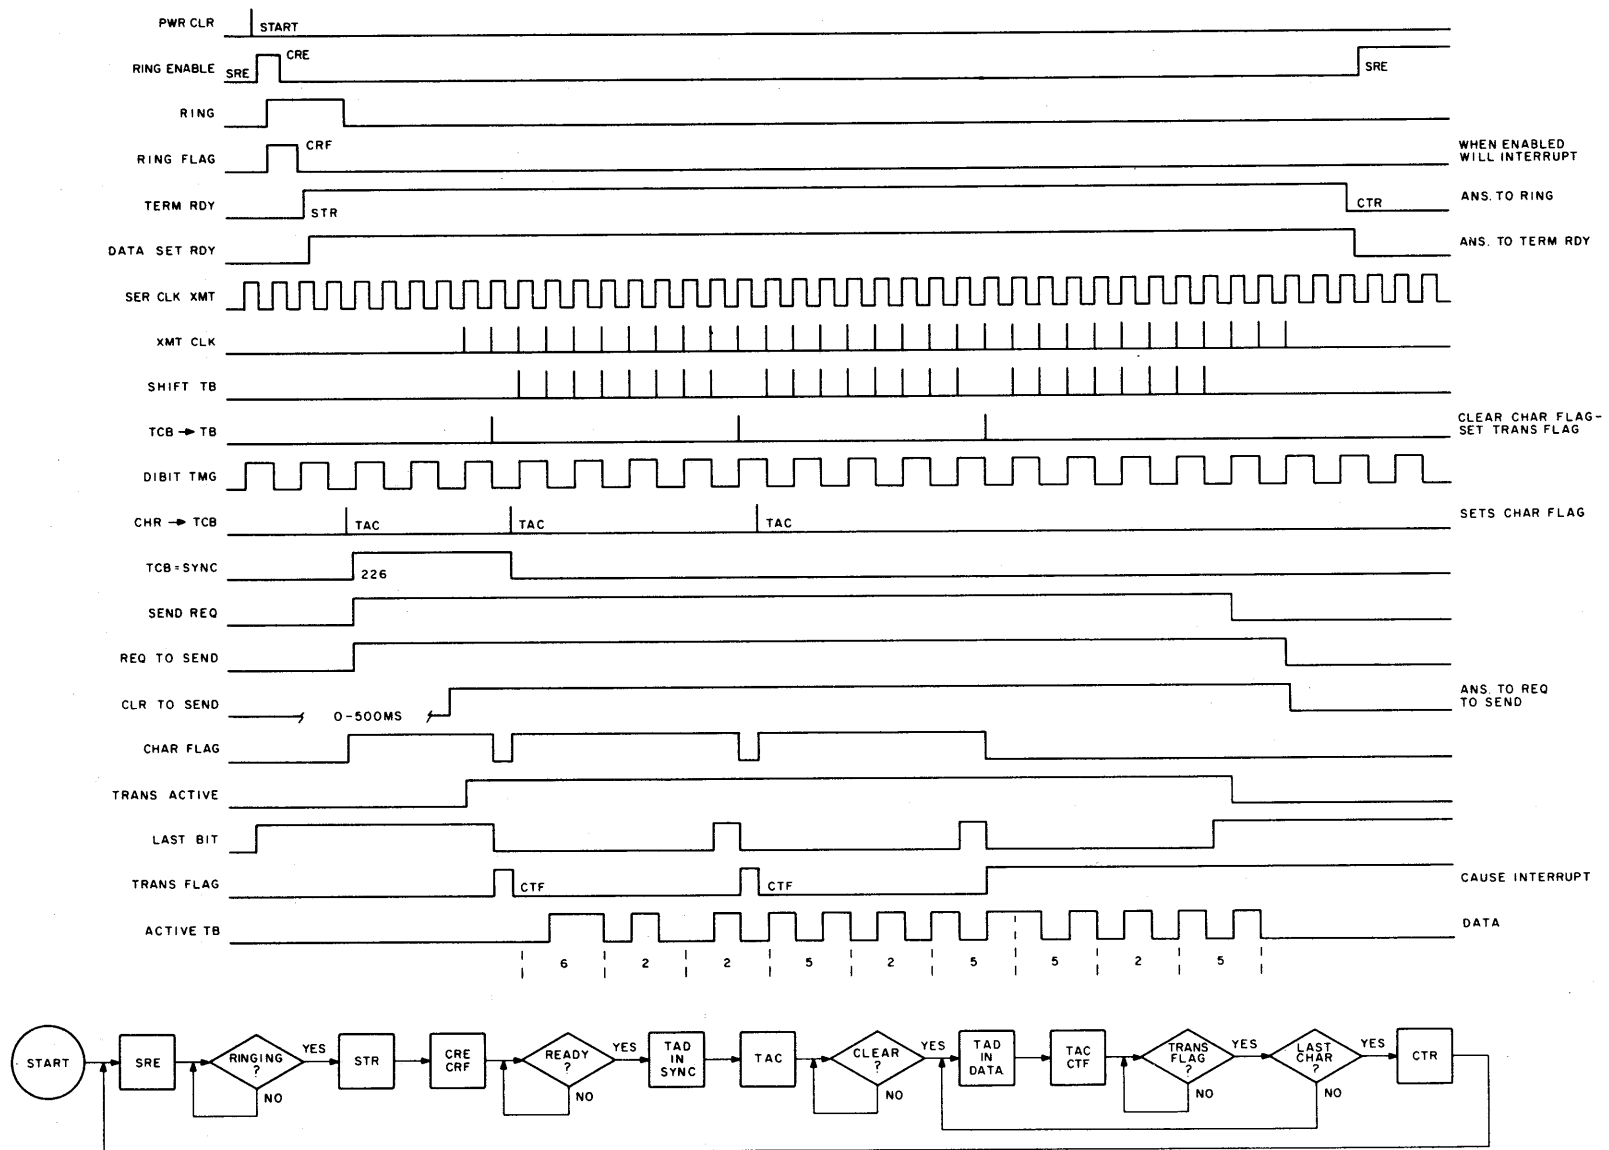 PWR CLR START
RING ENABLE SRE CRE SRE
RING
RING FLAG CRF WHEN ENABLED
WILL INTERRUPT
TERM RDY STR CTR ANS. TO RING
DATA SET RDY ANS. TO TERM RDY
SER CLK XMT
XMT CLK
SHIFT TB
TCB → TB CLEAR CHAR FLAG-
SET TRANS FLAG
DIBIT TMG
CHR → TCB TAC TAC TAC SETS CHAR FLAG
TCB = SYNC 226
SEND REQ
REQ TO SEND
CLR TO SEND 0-500MS ANS. TO REQ
TO SEND
CHAR FLAG
TRANS ACTIVE
LAST BIT
TRANS FLAG CTF CTF CAUSE INTERRUPT
ACTIVE TB DATA
6 2 2 5 2 5 5 2 5
START
SRE
RINGING
?
YES
NO
STR
CRE
CRF
READY
?
YES
NO
TAD
IN
SYNC
TAC
CLEAR
?
YES
NO
TAD
IN
DATA
TAC
CTF
TRANS
FLAG
?
YES
NO
LAST
CHAR
?
YES
NO
CTR